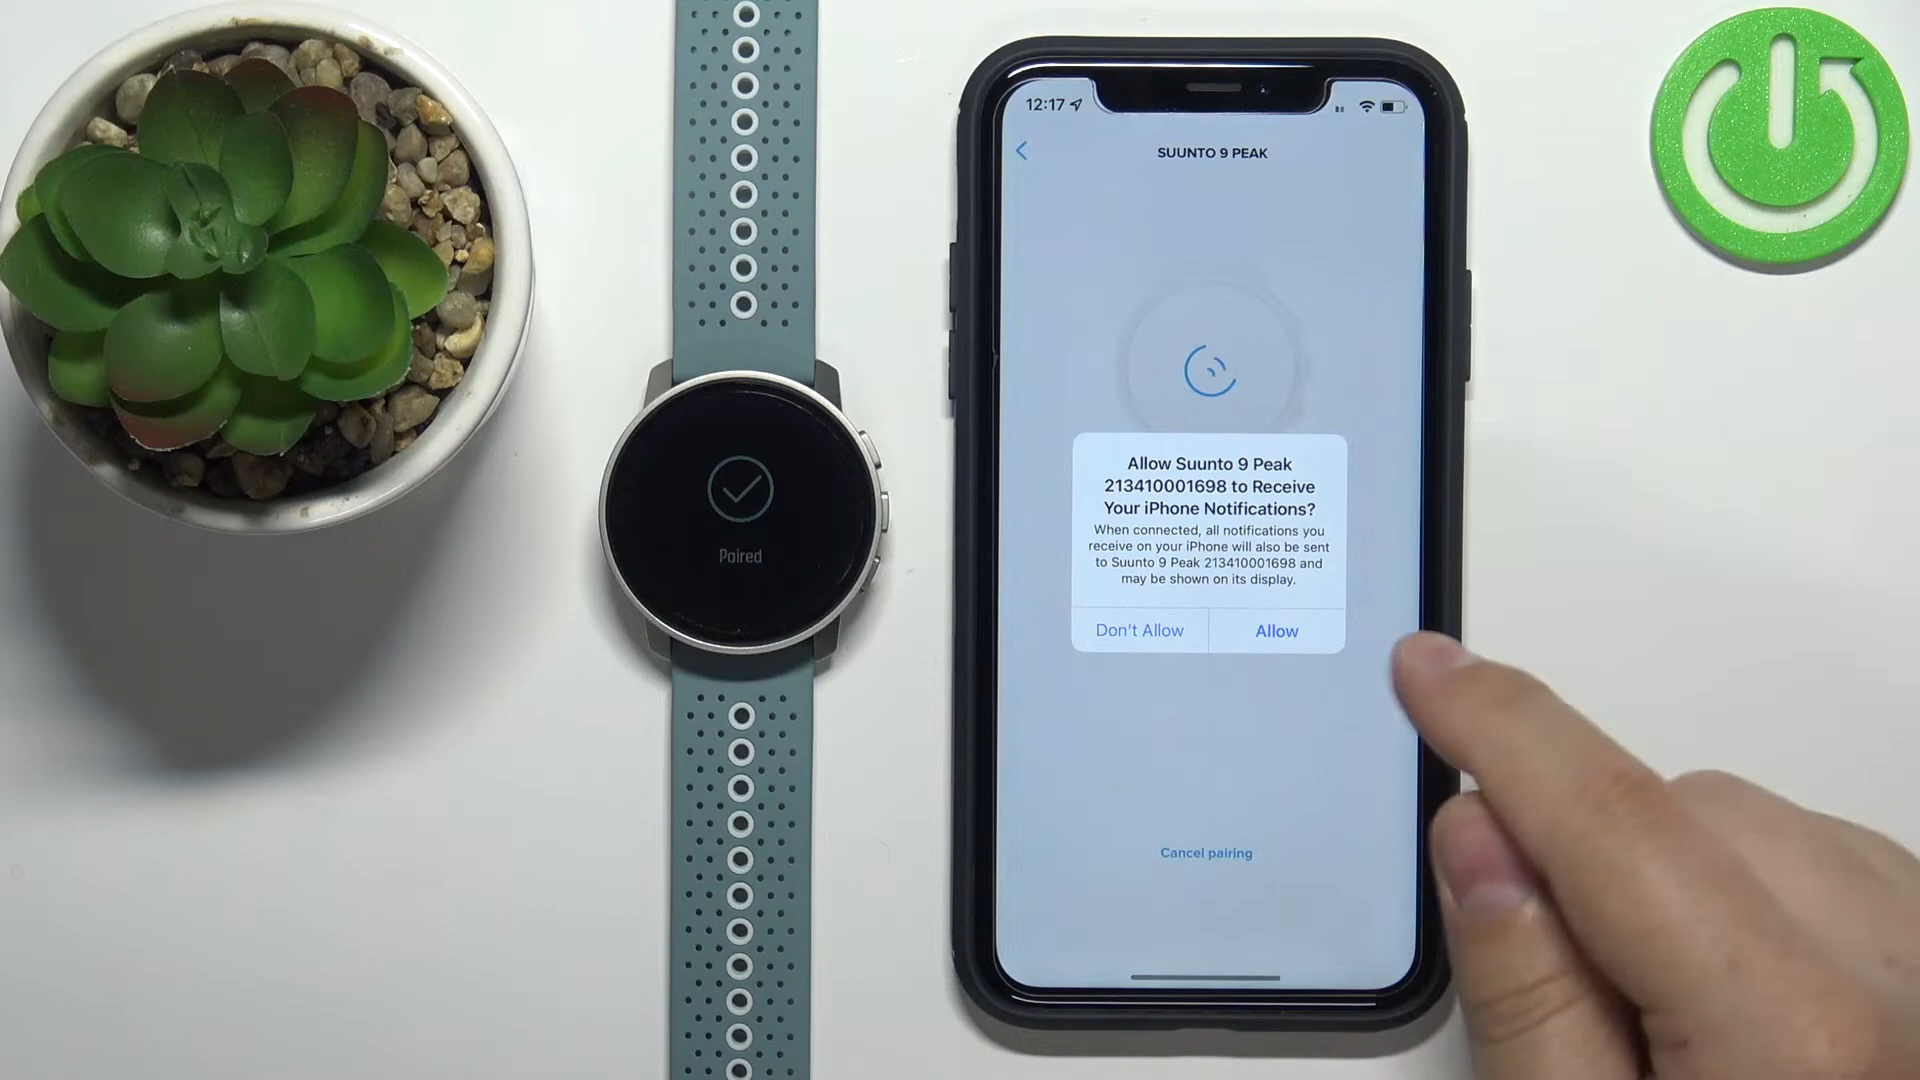 12:17
SUUNTO 9 PEAK
Allow Suunto 9 Peak
213410001698 to Receive
Your iPhone Notifications?
When connected, all notifications you
receive on your iPhone will also be sent
to Suunto 9 Peak 213410001698 and
may be shown on its display.
Don't Allow
Allow
Cancel pairing
Paired